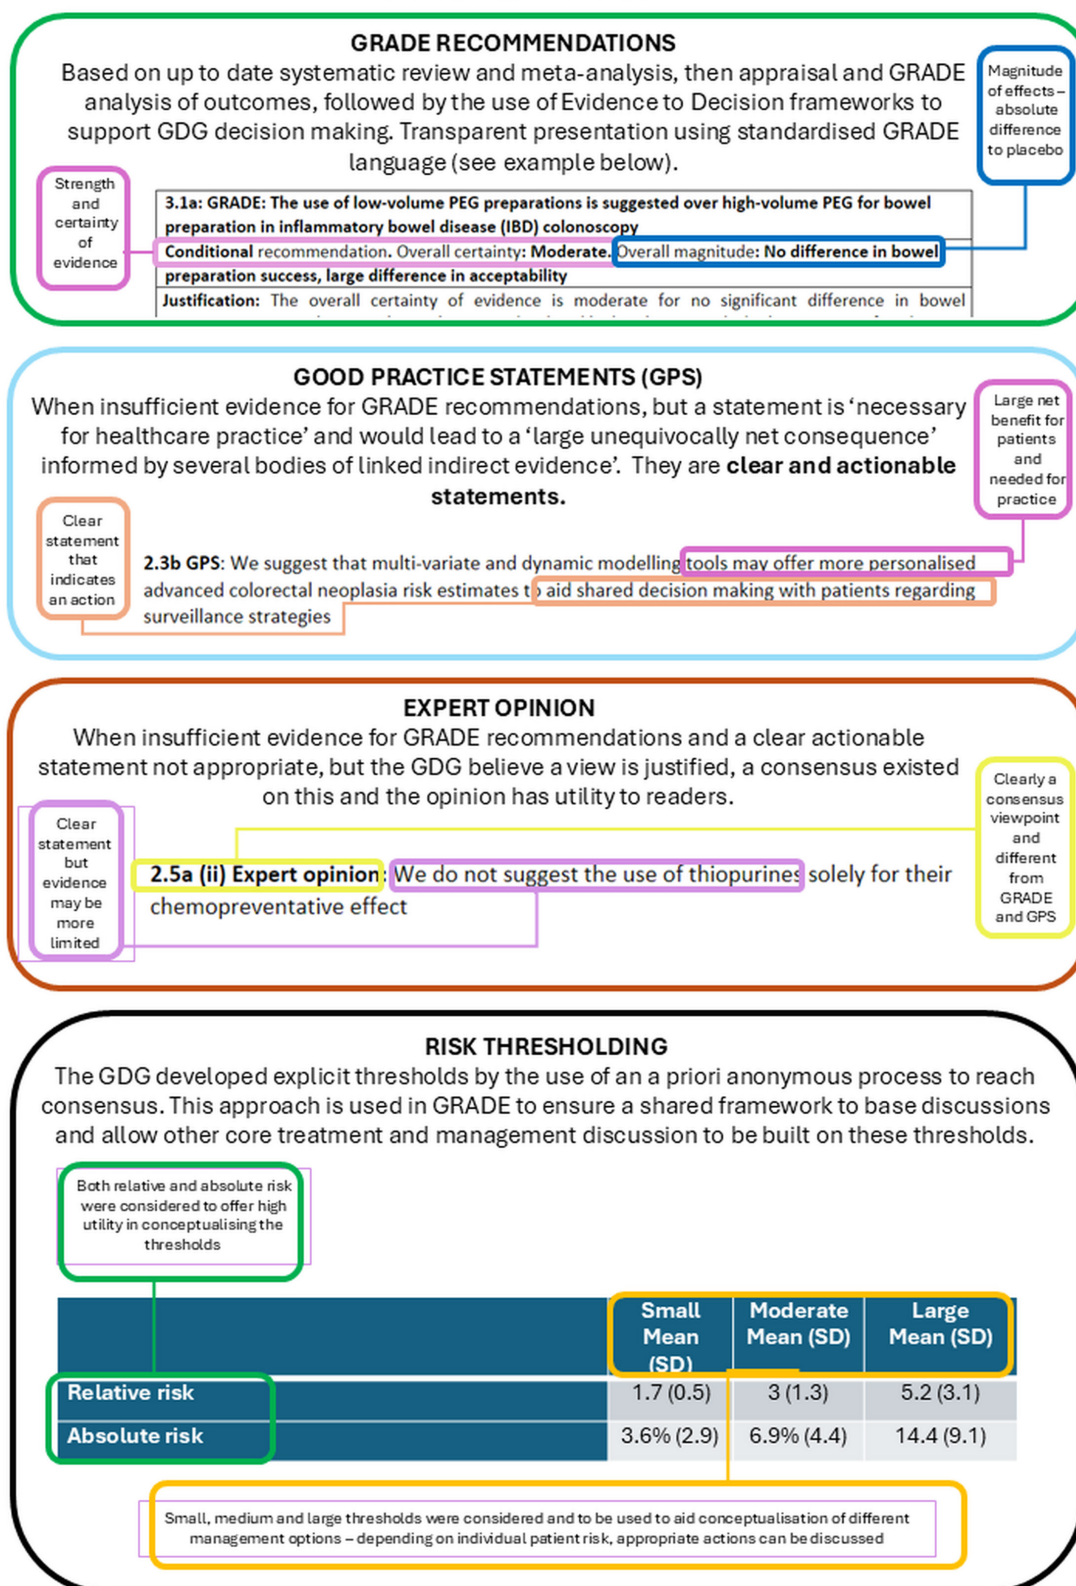 GRADE RECOMMENDATIONS
Based on up to date systematic review and meta-analysis, then appraisal and GRADE
analysis of outcomes, followed by the use of Evidence to Decision frameworks to
support GDG decision making. Transparent presentation using standardised GRADE
language (see example below).
Magnitude
of effects –
absolute
difference
to placebo
Strength
and
certainty
of
evidence
3.1a: GRADE: The use of low-volume PEG preparations is suggested over high-volume PEG for bowel
preparation in inflammatory bowel disease (IBD) colonoscopy
Conditional recommendation. Overall certainty: Moderate. Overall magnitude: No difference in bowel
preparation success, large difference in acceptability
Justification: The overall certainty of evidence is moderate for no significant difference in bowel
GOOD PRACTICE STATEMENTS (GPS)
When insufficient evidence for GRADE recommendations, but a statement is ‘necessary
for healthcare practice’ and would lead to a ‘large unequivocally net consequence’
informed by several bodies of linked indirect evidence’. They are clear and actionable
statements.
Large net
benefit for
patients
and
needed for
practice
Clear
statement
that
indicates
an action
2.3b GPS: We suggest that multi-variate and dynamic modelling tools may offer more personalised
advanced colorectal neoplasia risk estimates to aid shared decision making with patients regarding
surveillance strategies
EXPERT OPINION
When insufficient evidence for GRADE recommendations and a clear actionable
statement not appropriate, but the GDG believe a view is justified, a consensus existed
on this and the opinion has utility to readers.
Clearly a
consensus
viewpoint
and
different
from
GRADE
and GPS
Clear
statement
but
evidence
may be
more
limited
2.5a (ii) Expert opinion: We do not suggest the use of thiopurines solely for their
chemopreventative effect
RISK THRESHOLDING
The GDG developed explicit thresholds by the use of an a priori anonymous process to reach
consensus. This approach is used in GRADE to ensure a shared framework to base discussions
and allow other core treatment and management discussion to be built on these thresholds.
Both relative and absolute risk
were considered to offer high
utility in conceptualising the
thresholds
Small Mean (SD) Moderate Mean (SD) Large Mean (SD)
Relative risk 1.7 (0.5) 3 (1.3) 5.2 (3.1)
Absolute risk 3.6% (2.9) 6.9% (4.4) 14.4 (9.1)
Small, medium and large thresholds were considered and to be used to aid conceptualisation of different
management options – depending on individual patient risk, appropriate actions can be discussed